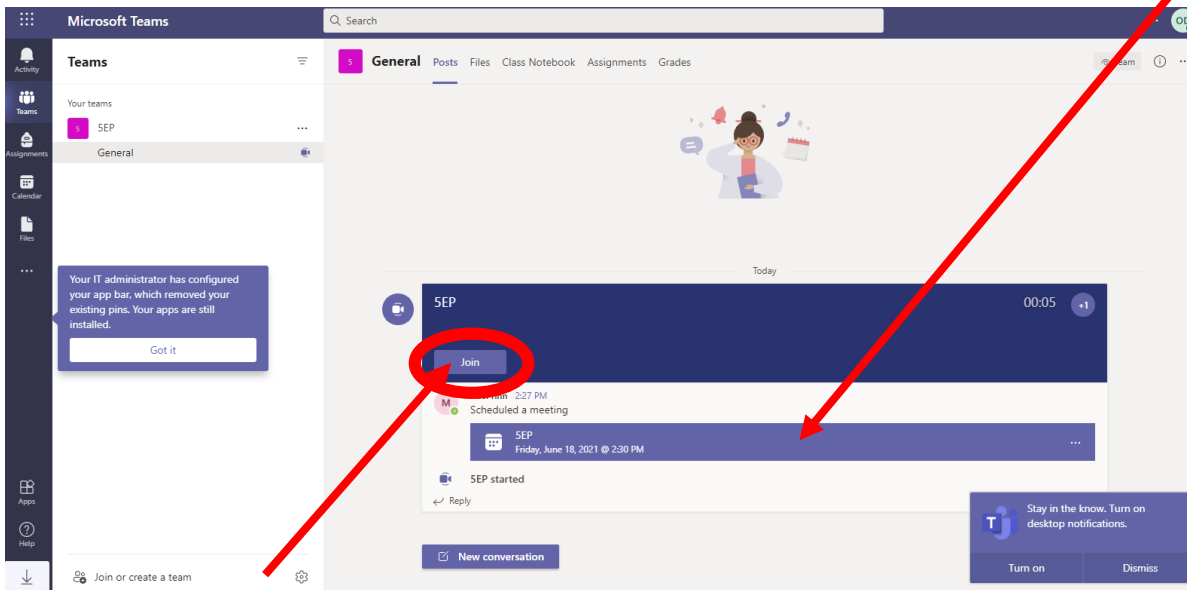 Microsoft Teams
Search
OD
Activity
Teams
Assignments
Calendar
Files
Apps
Help
Teams
Your teams
S 5EP
General
Your IT administrator has configured
your app bar, which removed your
existing pins. Your apps are still
installed.
Got it
Join or create a team
S General Posts Files Class Notebook Assignments Grades
Today
5EP 00:05 +1
Join
M 2:27 PM
Scheduled a meeting
5EP
Friday, June 18, 2021 @ 2:30 PM
5EP started
Reply
New conversation
T
Stay in the know. Turn on
desktop notifications.
Turn on Dismiss